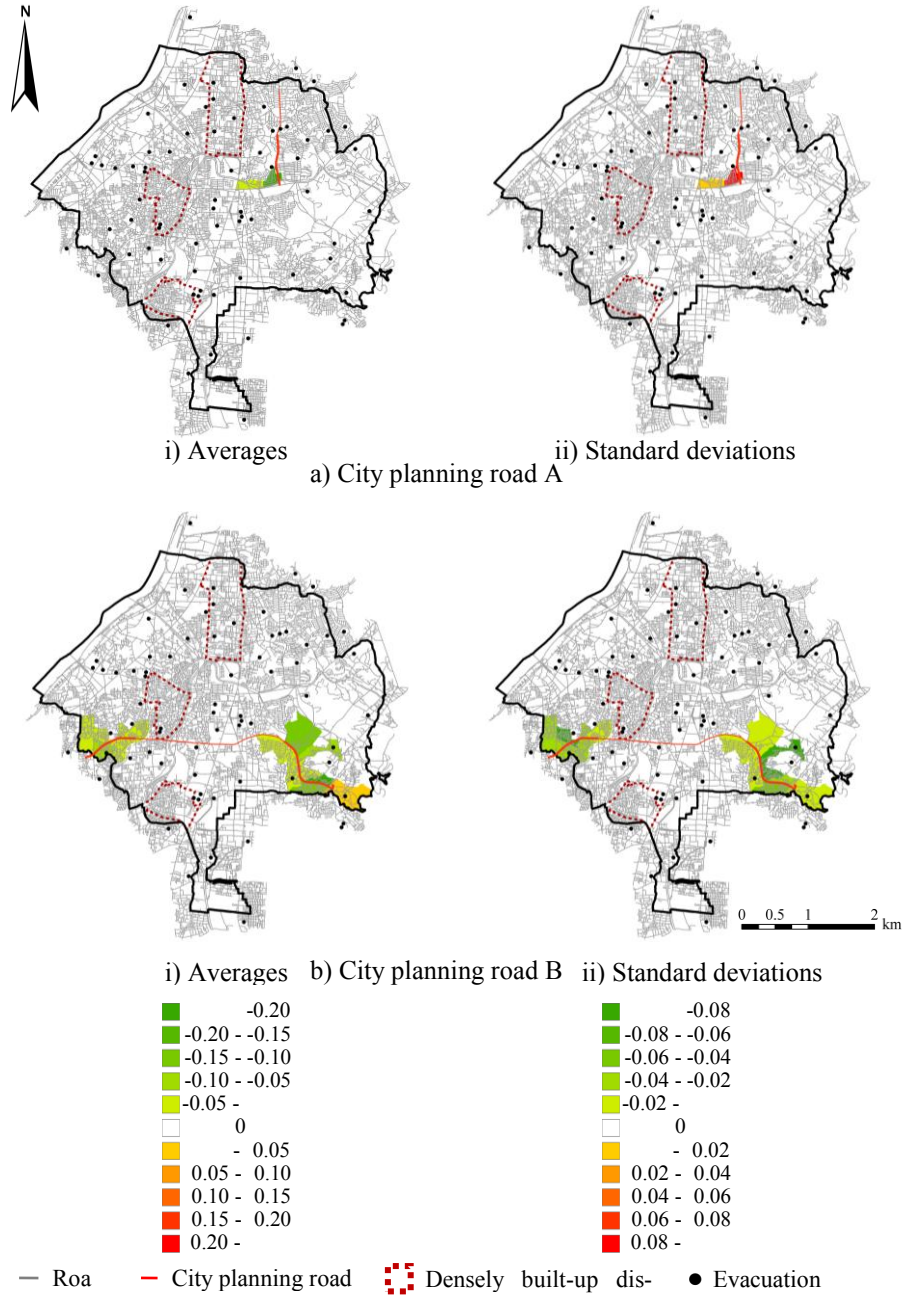 N
i) Averages
ii) Standard deviations
a) City planning road A
0 0.5 1 2
km
i) Averages
b) City planning road B
ii) Standard deviations
-0.20
-0.20 - -0.15
-0.15 - -0.10
-0.10 - -0.05
-0.05 -
0
- 0.05
0.05 - 0.10
0.10 - 0.15
0.15 - 0.20
0.20 -
-0.08
-0.08 - -0.06
-0.06 - -0.04
-0.04 - -0.02
-0.02 -
0
- 0.02
0.02 - 0.04
0.04 - 0.06
0.06 - 0.08
0.08 -
Roa City planning road Densely built-up dis- Evacuation